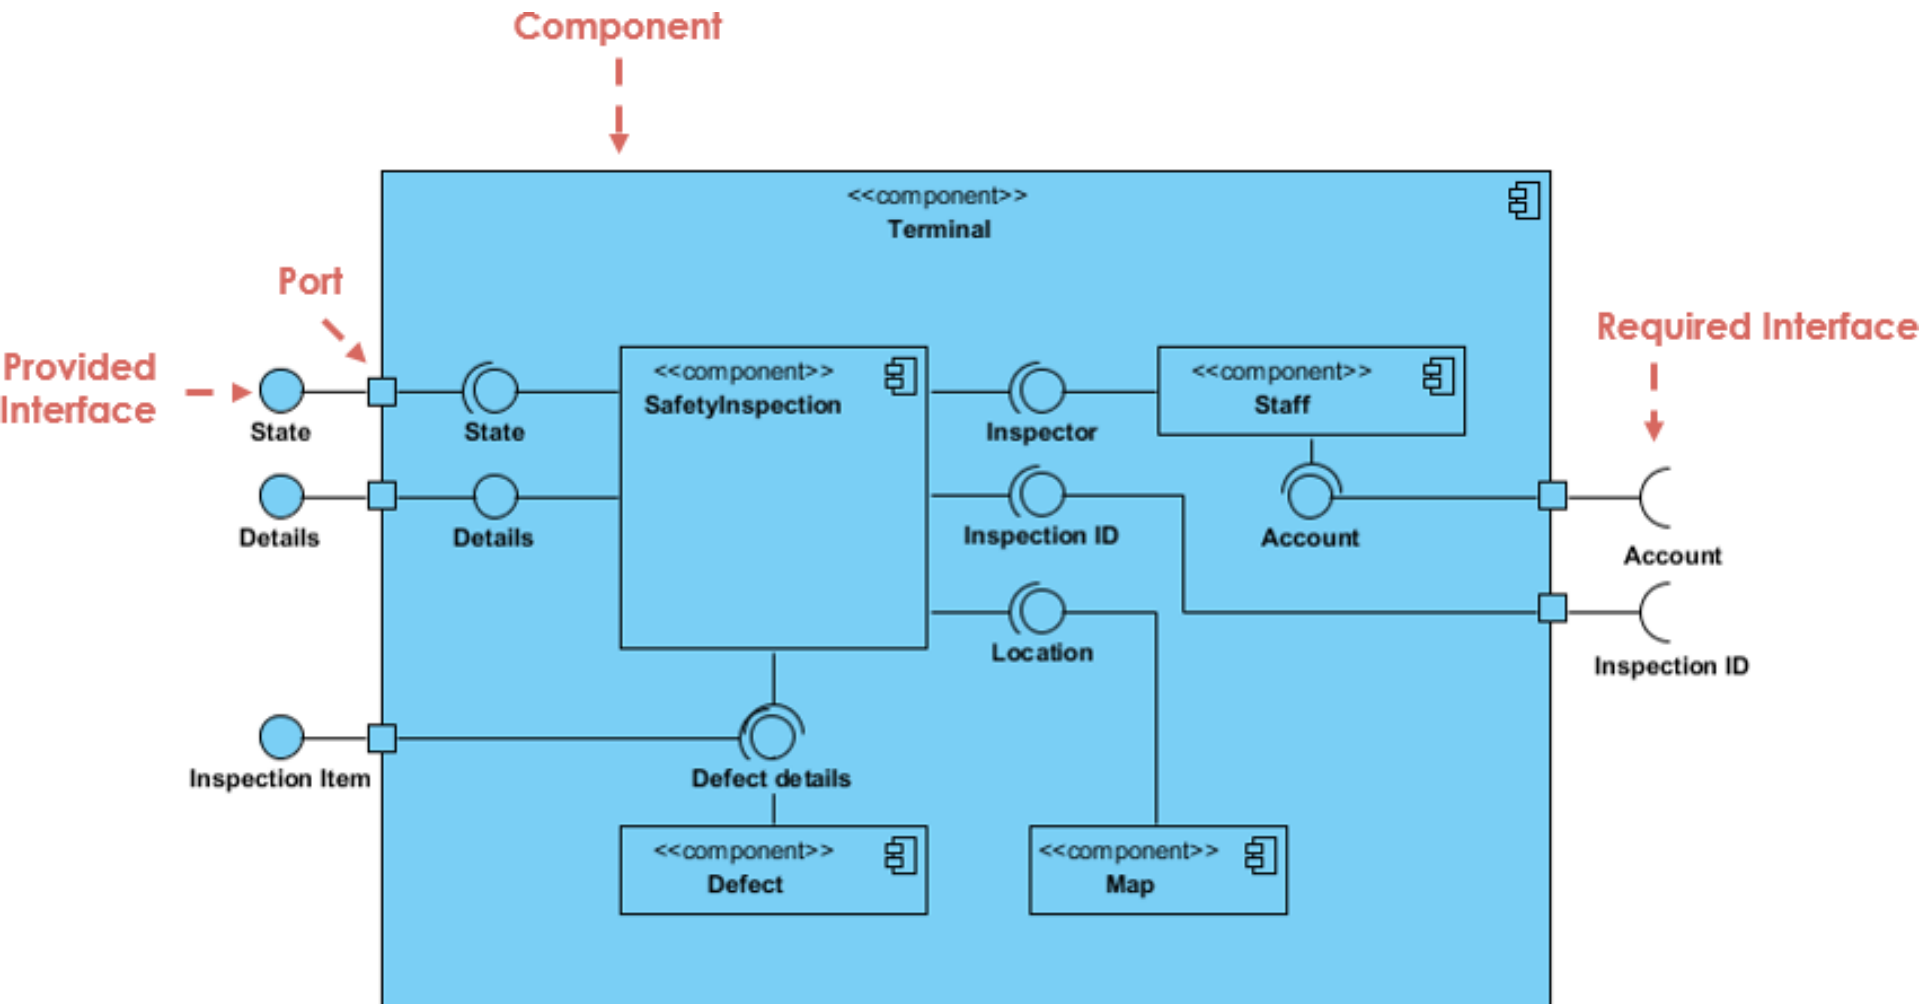 Component
<<component>>
Terminal
Port
Required Interface
Provided
Interface
<<component>>
SafetyInspection
<<component>>
Staff
State
State
Inspector
Details
Details
Inspection ID
Account
Account
Location
Inspection ID
Inspection Item
Defect details
<<component>>
Defect
<<component>>
Map